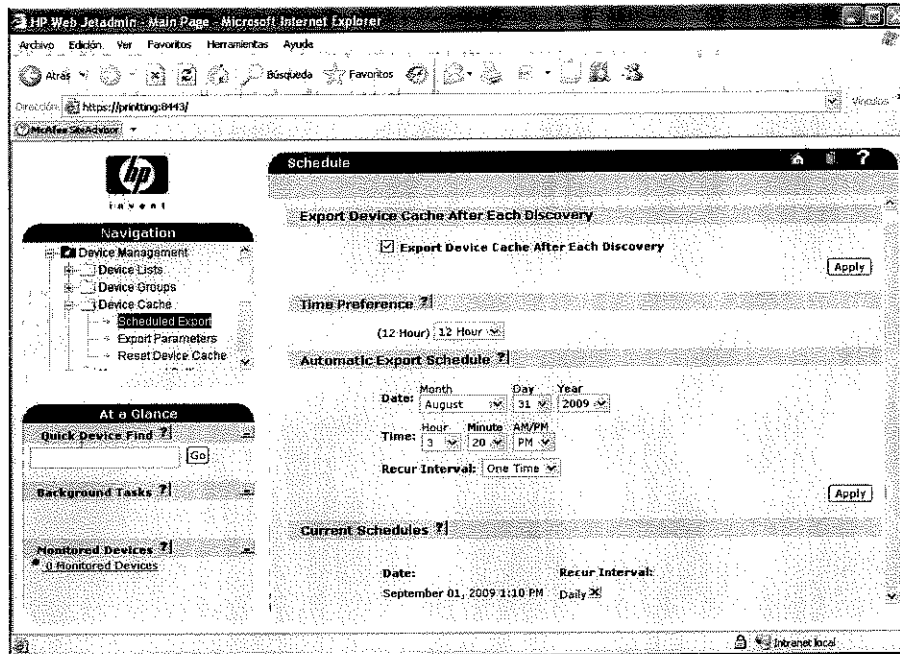 HP Web Jetadmin - Main Page - Microsoft Internet Explorer
Archivo Edición Ver Favoritos Herramientas Ayuda
Atrás Búsqueda Favoritos
Dirección https://printting:8443/ Vínculos
McAfee SiteAdvisor
hp
invent
Navigation
Device Management
Device Lists
Device Groups
Device Cache
Scheduled Export
Export Parameters
Reset Device Cache
At a Glance
Quick Device Find ?
Go
Background Tasks ?
Monitored Devices ?
0 Monitored Devices
Schedule ?
Export Device Cache After Each Discovery
Export Device Cache After Each Discovery
Apply
Time Preference ?
(12 Hour) 12 Hour
Automatic Export Schedule ?
Month Day Year
Date: August 31 2009
Hour Minute AM/PM
Time: 3 20 PM
Recur Interval: One Time
Apply
Current Schedules ?
Date: Recur Interval:
September 01, 2009 1:10 PM Daily X
Intranet local